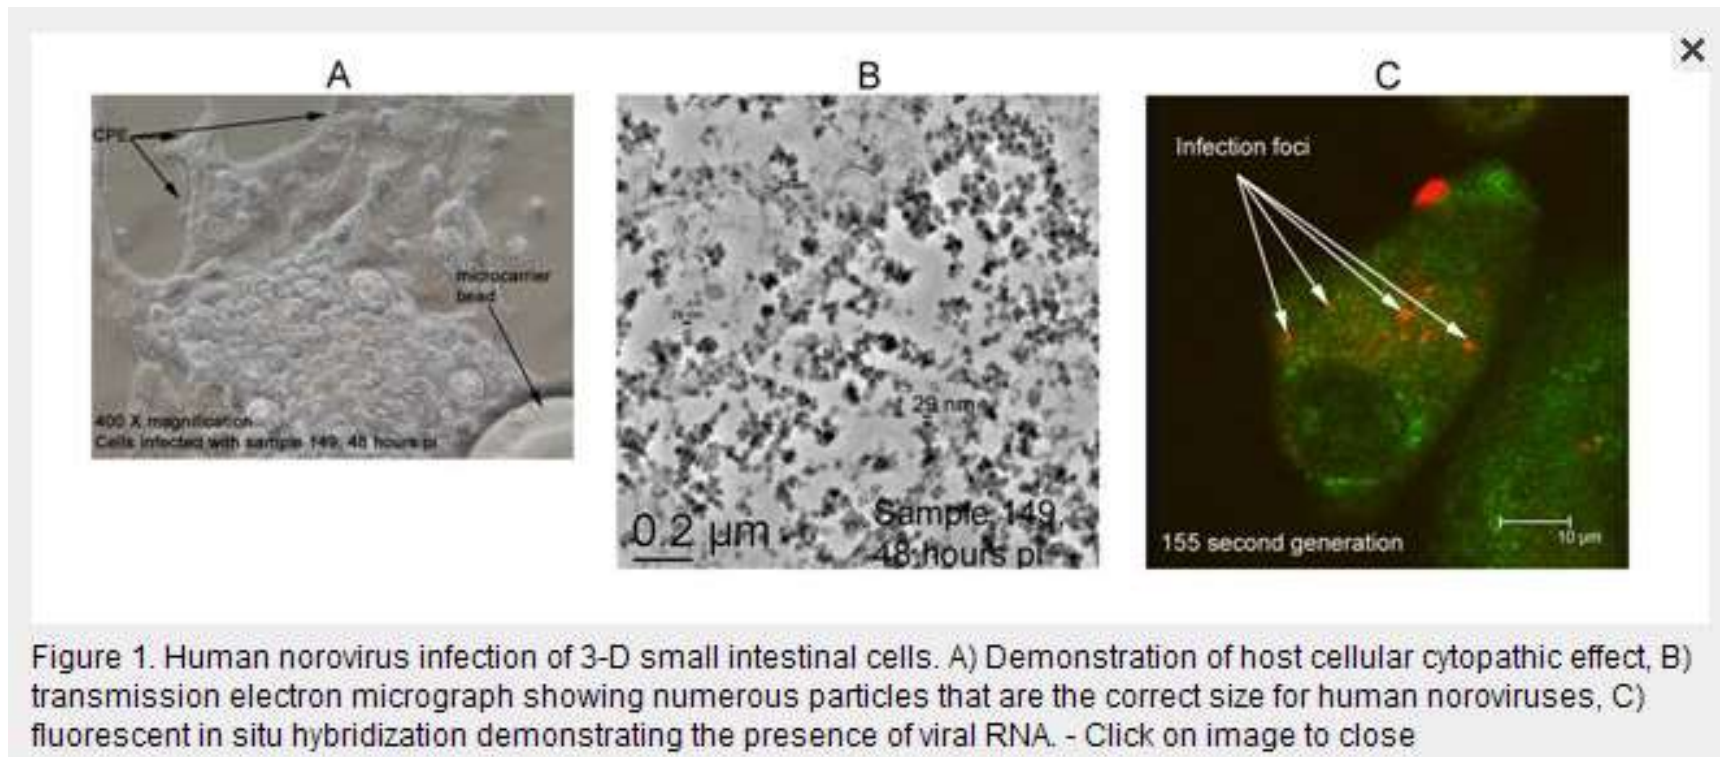 A
B
C
CPE
microcarrier
bead
400 X magnification
Cells infected with sample 149, 48 hours pi
29 nm
0.2 µm
Sample 149,
48 hours pi
Infection foci
155 second generation
10 µm
Figure 1. Human norovirus infection of 3-D small intestinal cells. A) Demonstration of host cellular cytopathic effect, B)
transmission electron micrograph showing numerous particles that are the correct size for human noroviruses, C)
fluorescent in situ hybridization demonstrating the presence of viral RNA. - Click on image to close